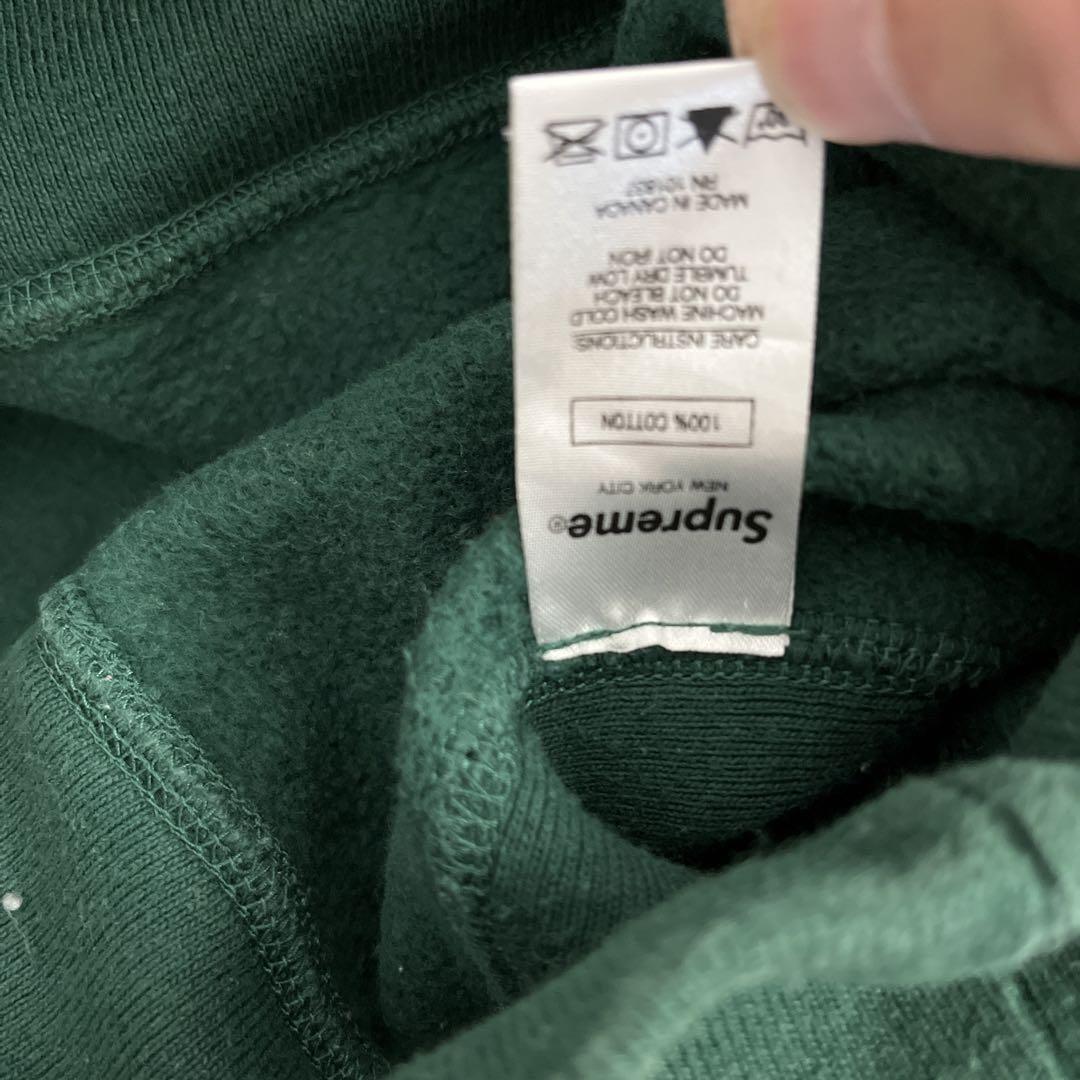 Supreme®
NEW YORK CITY
100% COTTON
CARE INSTRUCTIONS:
MACHINE WASH COLD
DO NOT BLEACH
TUMBLE DRY LOW
DO NOT IRON
MADE IN CANADA
RN 101837